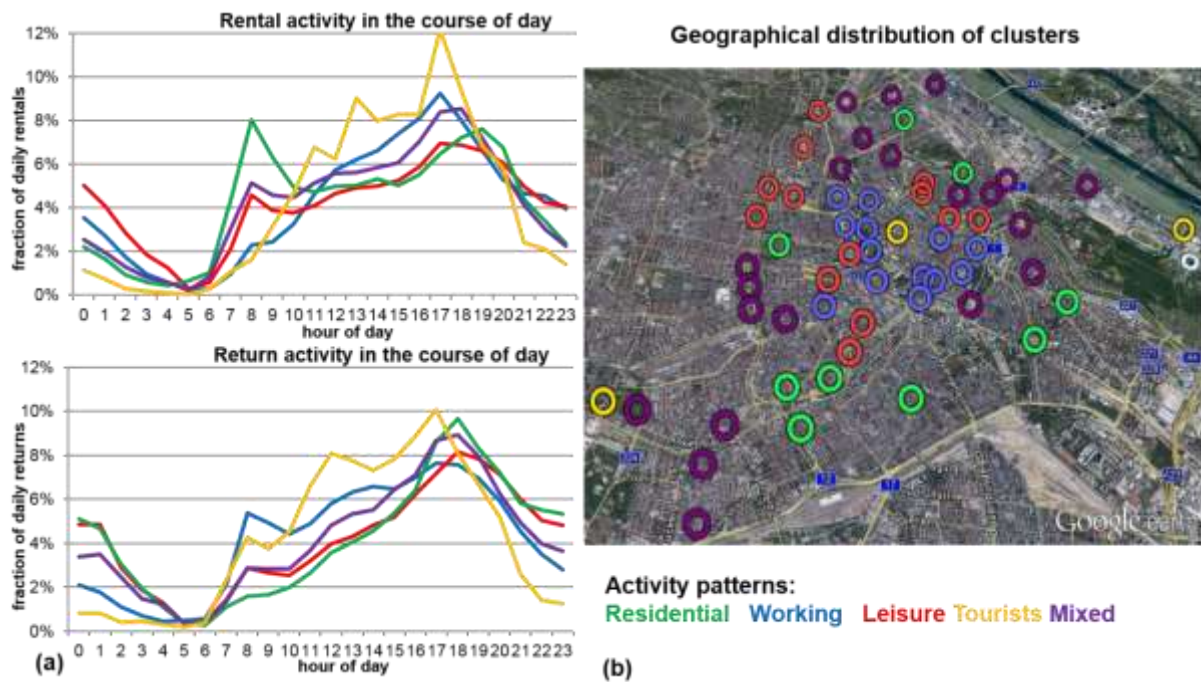 Rental activity in the course of day
12%
10%
8%
6%
4%
2%
0%
fraction of daily rentals
0 1 2 3 4 5 6 7 8 9 10 11 12 13 14 15 16 17 18 19 20 21 22 23
hour of day
Return activity in the course of day
12%
10%
8%
6%
4%
2%
0%
fraction of daily returns
0 1 2 3 4 5 6 7 8 9 10 11 12 13 14 15 16 17 18 19 20 21 22 23
hour of day
(a)
Geographical distribution of clusters
17
Google
Activity patterns:
Residential Working Leisure Tourists Mixed
(b)